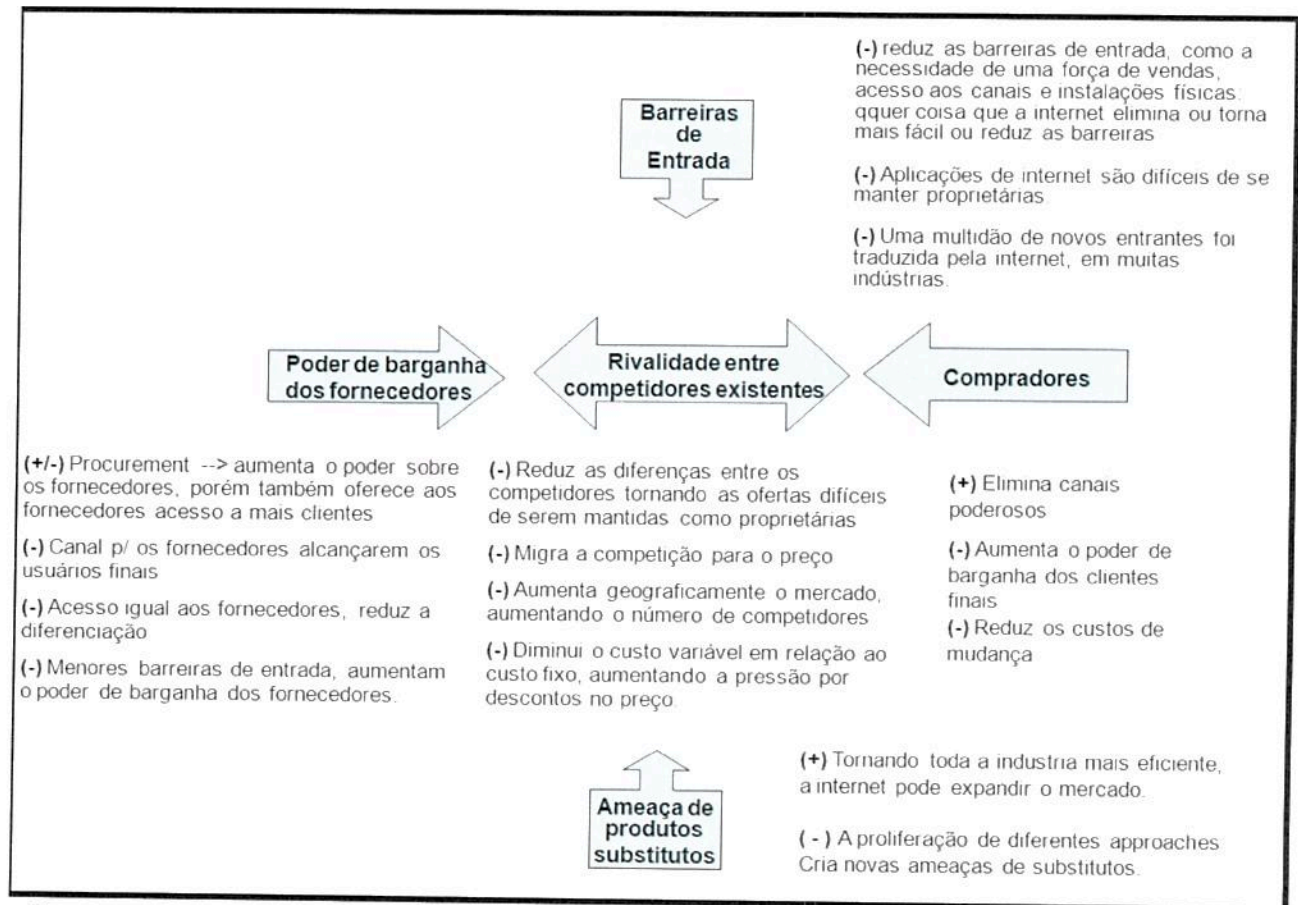 (-) reduz as barreiras de entrada, como a
necessidade de uma força de vendas,
acesso aos canais e instalações físicas:
qquer coisa que a internet elimina ou torna
mais fácil ou reduz as barreiras
(-) Aplicações de internet são difíceis de se
manter proprietárias
(-) Uma multidão de novos entrantes foi
traduzida pela internet, em muitas
indústrias.
Barreiras
de
Entrada
Poder de barganha
dos fornecedores
Rivalidade entre
competidores existentes
Compradores
(+/-) Procurement --> aumenta o poder sobre
os fornecedores, porém também oferece aos
fornecedores acesso a mais clientes
(-) Canal p/ os fornecedores alcançarem os
usuários finais
(-) Acesso igual aos fornecedores, reduz a
diferenciação
(-) Menores barreiras de entrada, aumentam
o poder de barganha dos fornecedores.
(-) Reduz as diferenças entre os
competidores tornando as ofertas difíceis
de serem mantidas como proprietárias
(-) Migra a competição para o preço
(-) Aumenta geograficamente o mercado,
aumentando o número de competidores
(-) Diminui o custo variável em relação ao
custo fixo, aumentando a pressão por
descontos no preço.
(+) Elimina canais
poderosos
(-) Aumenta o poder de
barganha dos clientes
finais
(-) Reduz os custos de
mudança
Ameaça de
produtos
substitutos
(+) Tornando toda a industria mais eficiente,
a internet pode expandir o mercado.
( - ) A proliferação de diferentes approaches
Cria novas ameaças de substitutos.